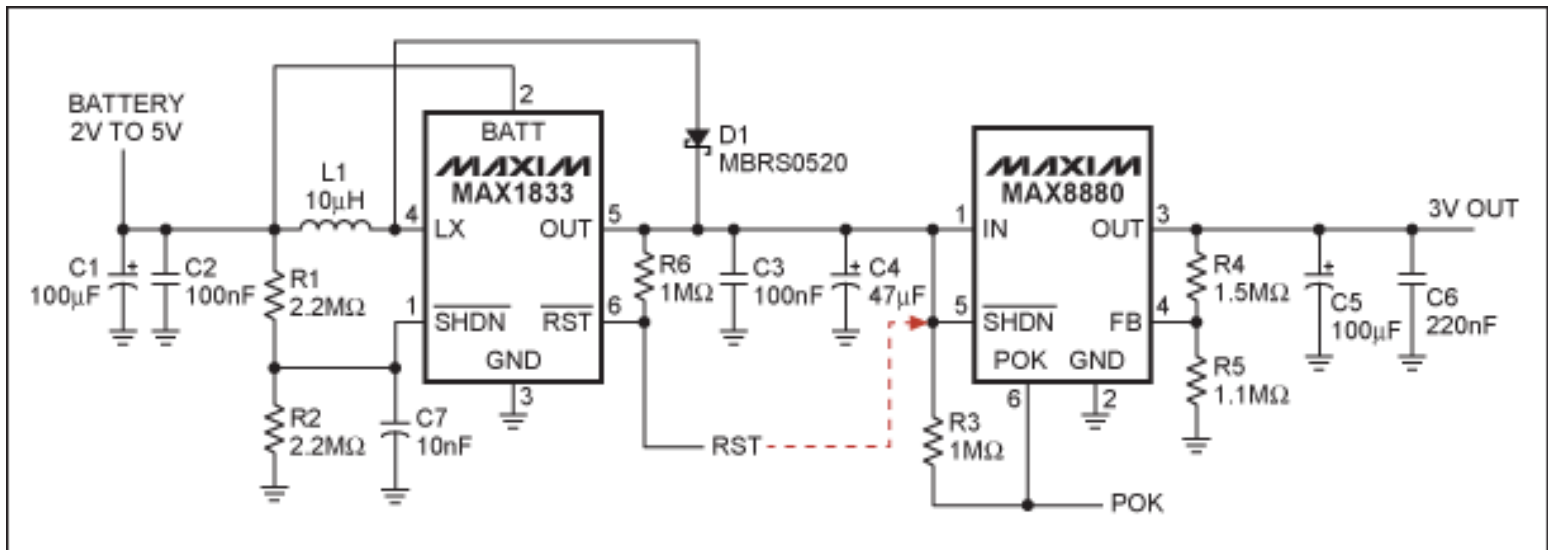 BATTERY
2V TO 5V
L1
10µH
C1
100µF
C2
100nF
R1
2.2MΩ
R2
2.2MΩ
C7
10nF
2
BATT
MAXIM
MAX1833
4
LX
OUT
5
1
SHDN
RST
6
GND
3
D1
MBRS0520
R6
1MΩ
C3
100nF
C4
47µF
RST
MAXIM
MAX8880
1
IN
OUT
3
5
SHDN
FB
4
POK
GND
6
2
R3
1MΩ
POK
R4
1.5MΩ
R5
1.1MΩ
C5
100µF
C6
220nF
3V OUT